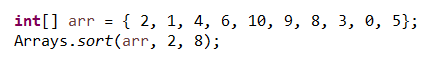 int[] arr = { 2, 1, 4, 6, 10, 9, 8, 3, 0, 5};
Arrays.sort(arr, 2, 8);